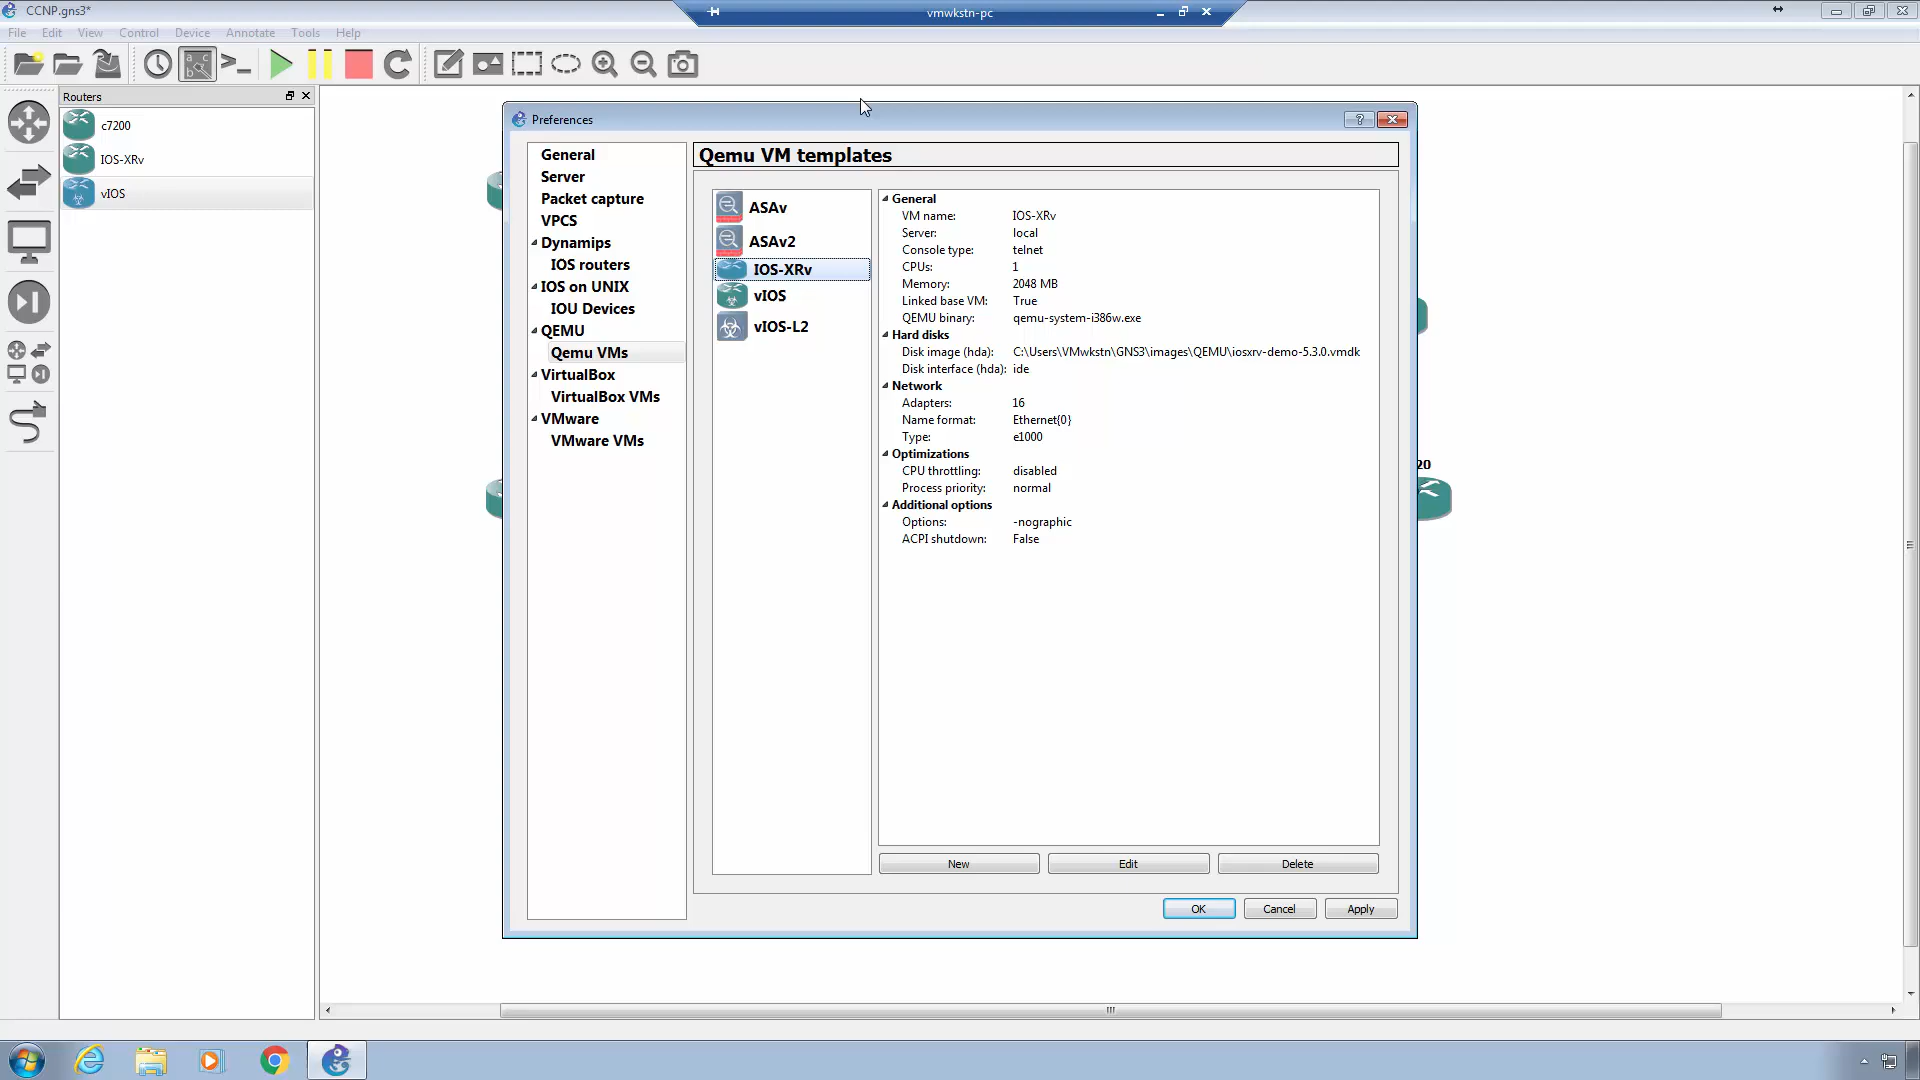 CCNP.gns3*
vmwkstn-pc
File Edit View Control Device Annotate Tools Help
Routers
c7200
IOS-XRv
vIOS
Preferences
General
Server
Packet capture
VPCS
Dynamips
IOS routers
IOS on UNIX
IOU Devices
QEMU
Qemu VMs
VirtualBox
VirtualBox VMs
VMware
VMware VMs
Qemu VM templates
ASAv
ASAv2
IOS-XRv
vIOS
vIOS-L2
General
VM name: IOS-XRv
Server: local
Console type: telnet
CPUs: 1
Memory: 2048 MB
Linked base VM: True
QEMU binary: qemu-system-i386w.exe
Hard disks
Disk image (hda): C:\Users\VMwkstn\GNS3\images\QEMU\iosxrv-demo-5.3.0.vmdk
Disk interface (hda): ide
Network
Adapters: 16
Name format: Ethernet{0}
Type: e1000
Optimizations
CPU throttling: disabled
Process priority: normal
Additional options
Options: -nographic
ACPI shutdown: False
New Edit Delete
OK Cancel Apply
20